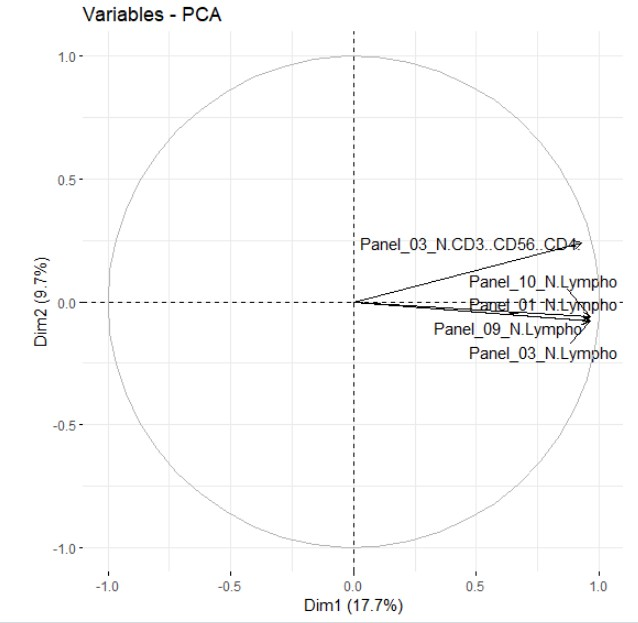 Variables - PCA
1.0
0.5
0.0
-0.5
-1.0
Dim2 (9.7%)
Panel_03_N.CD3..CD56..CD4.
Panel_10_N.Lympho
Panel_01_N.Lympho
Panel_09_N.Lympho
Panel_03_N.Lympho
-1.0
-0.5
0.0
0.5
1.0
Dim1 (17.7%)